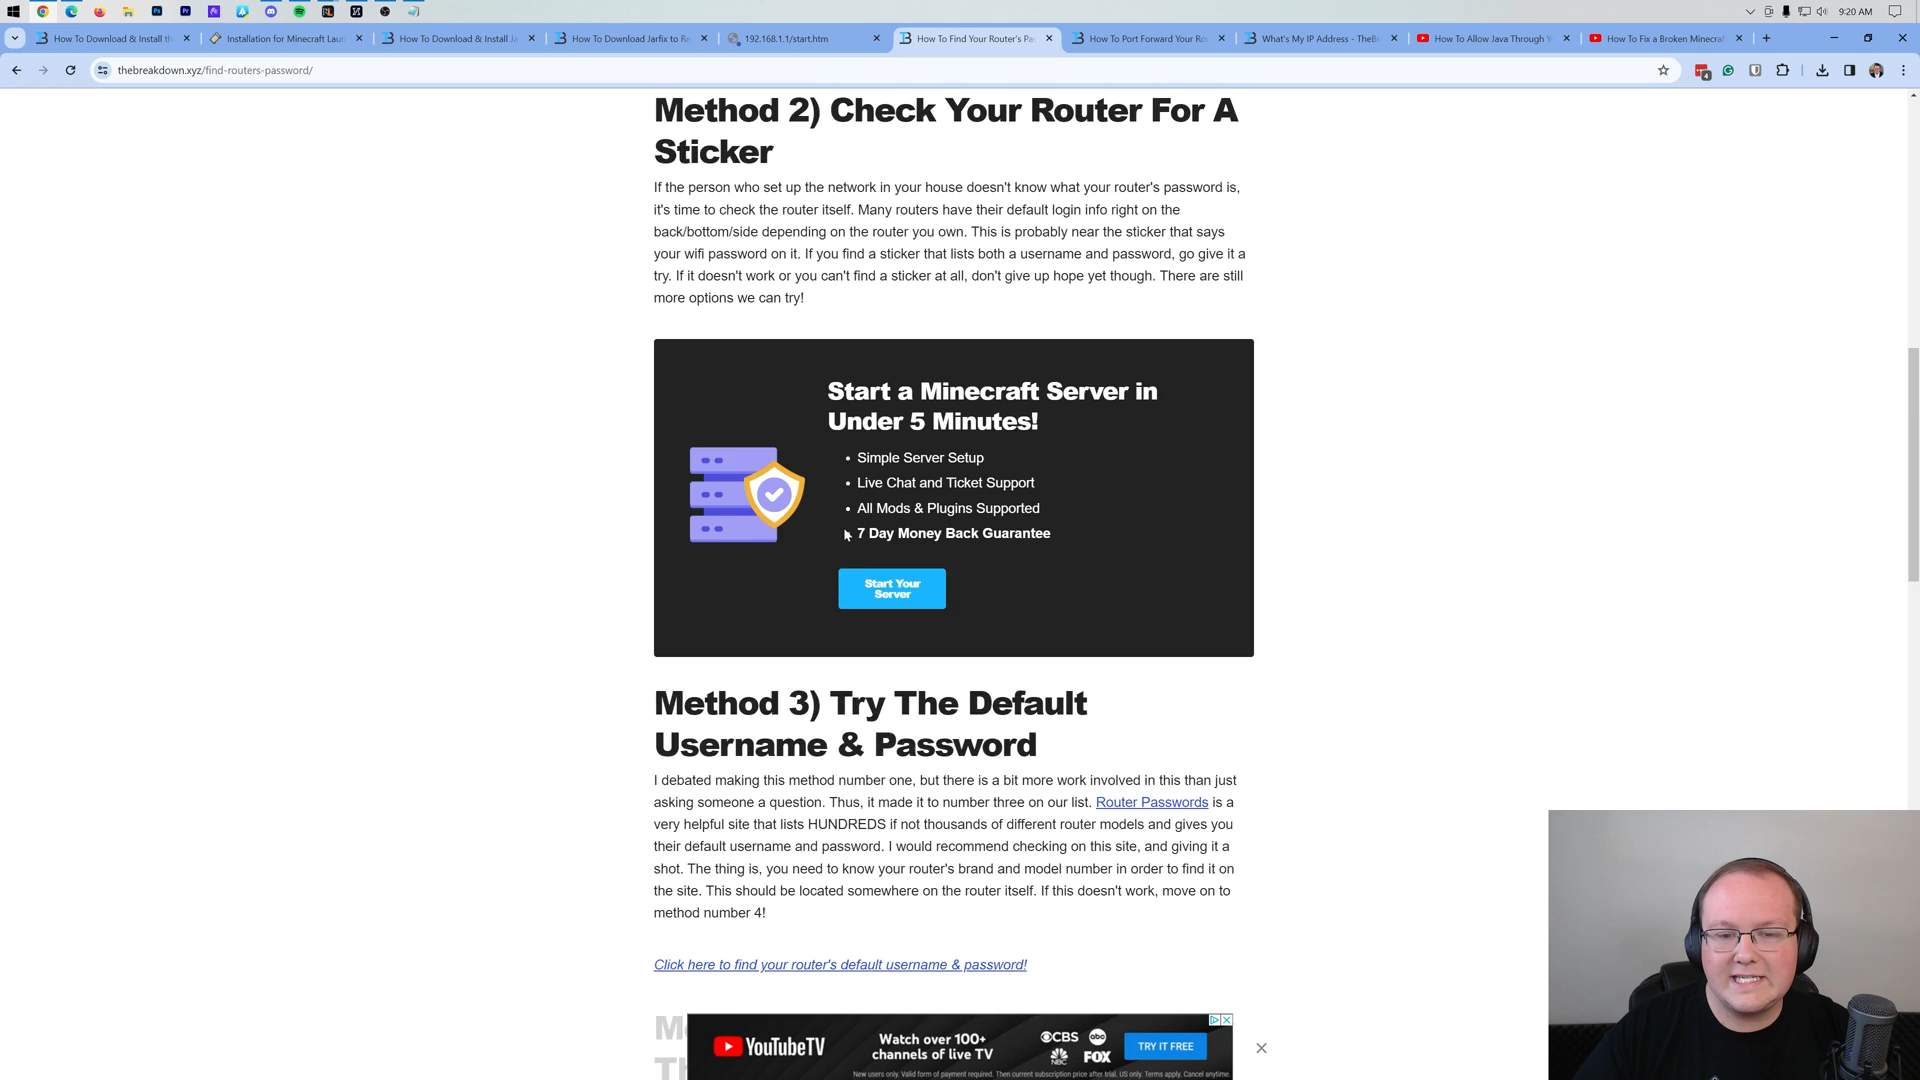 9:20 AM
How To Download & Install th
Installation for Minecraft Laun
How To Download & Install Ja
How To Download Jarfix to Re
192.168.1.1/start.htm
How To Find Your Router's Pa
How To Port Forward Your Ro
What's My IP Address - TheBr
How To Allow Java Through Y
How To Fix a Broken Minecraf
thebreakdown.xyz/find-routers-password/
Method 2) Check Your Router For A
Sticker
If the person who set up the network in your house doesn't know what your router's password is,
it's time to check the router itself. Many routers have their default login info right on the
back/bottom/side depending on the router you own. This is probably near the sticker that says
your wifi password on it. If you find a sticker that lists both a username and password, go give it a
try. If it doesn't work or you can't find a sticker at all, don't give up hope yet though. There are still
more options we can try!
Start a Minecraft Server in
Under 5 Minutes!
• Simple Server Setup
• Live Chat and Ticket Support
• All Mods & Plugins Supported
• 7 Day Money Back Guarantee
Start Your
Server
Method 3) Try The Default
Username & Password
I debated making this method number one, but there is a bit more work involved in this than just
asking someone a question. Thus, it made it to number three on our list. Router Passwords is a
very helpful site that lists HUNDREDS if not thousands of different router models and gives you
their default username and password. I would recommend checking on this site, and giving it a
shot. The thing is, you need to know your router's brand and model number in order to find it on
the site. This should be located somewhere on the router itself. If this doesn't work, move on to
method number 4!
Click here to find your router's default username & password!
YouTubeTV
Watch over 100+
channels of live TV
CBS
abc
NBC
FOX
TRY IT FREE
New users only. Valid form of payment required. Then current subscription price after trial. US only. Terms apply. Cancel anytime.